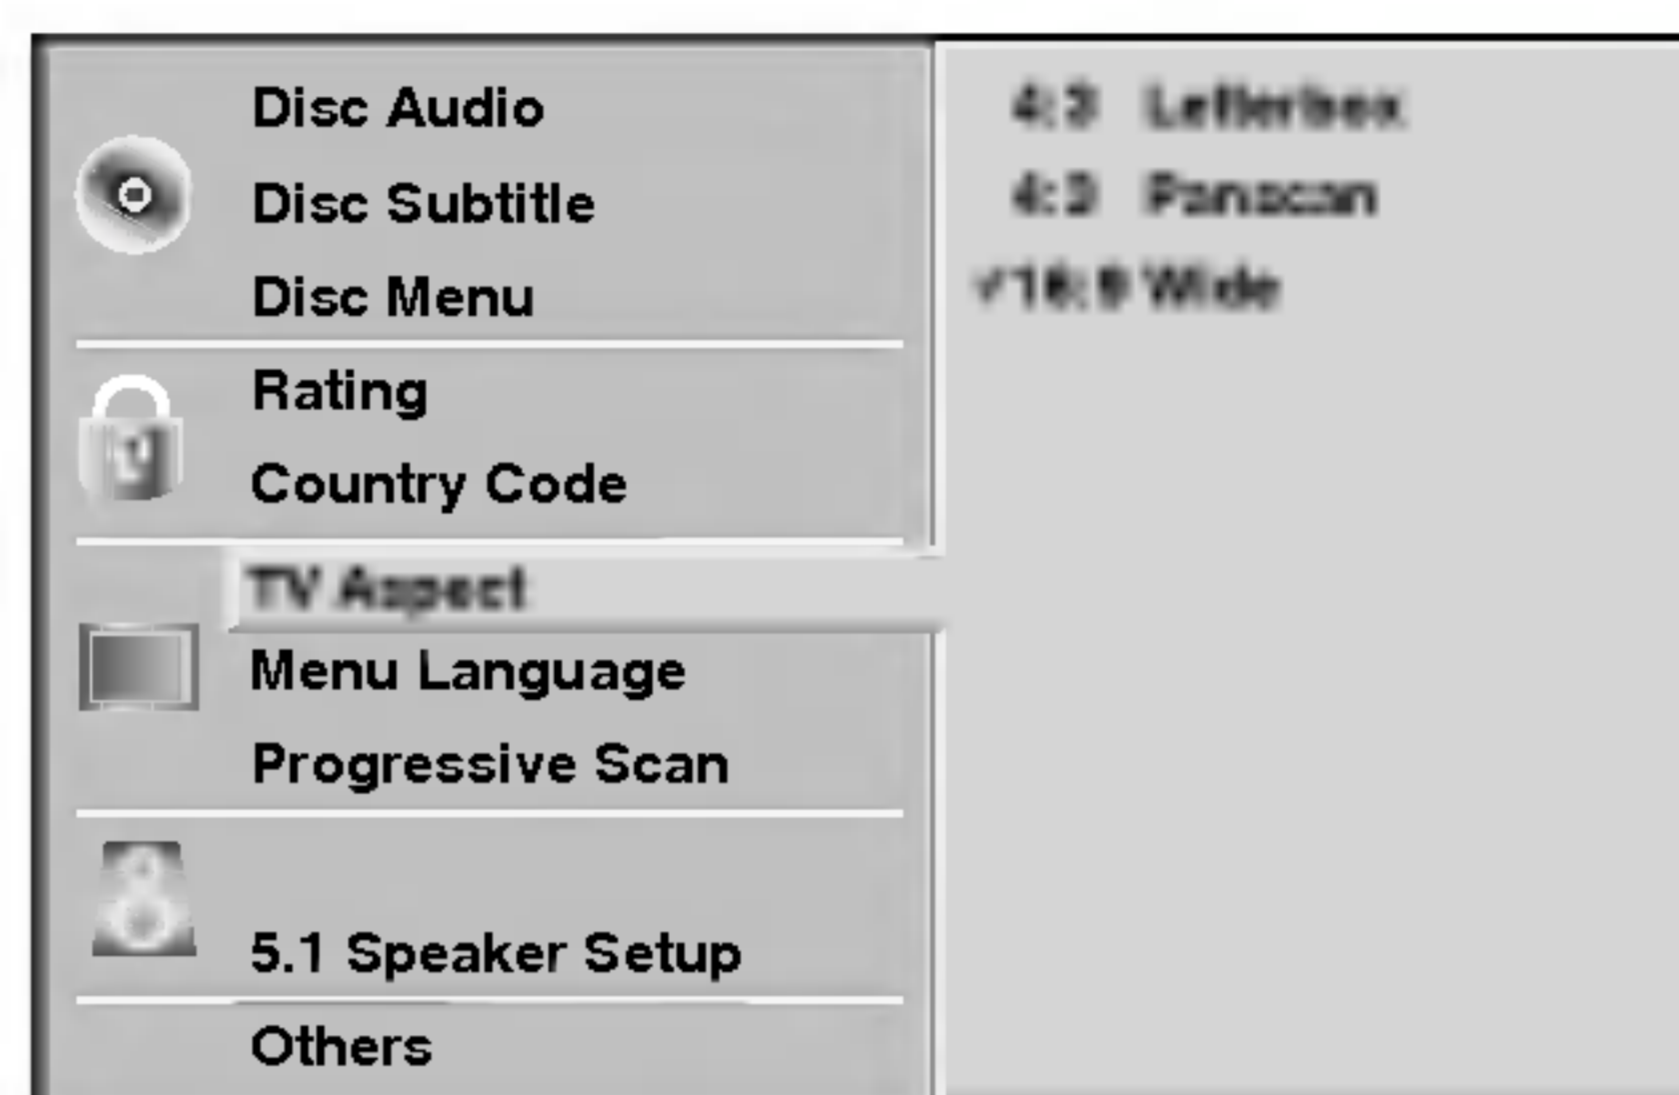 Disc Audio
Disc Subtitle
Disc Menu
Rating
Country Code
TV Aspect
Menu Language
Progressive Scan
5.1 Speaker Setup
Others
4:3 Letterbox
4:3 Panscan
✓16:9 Wide